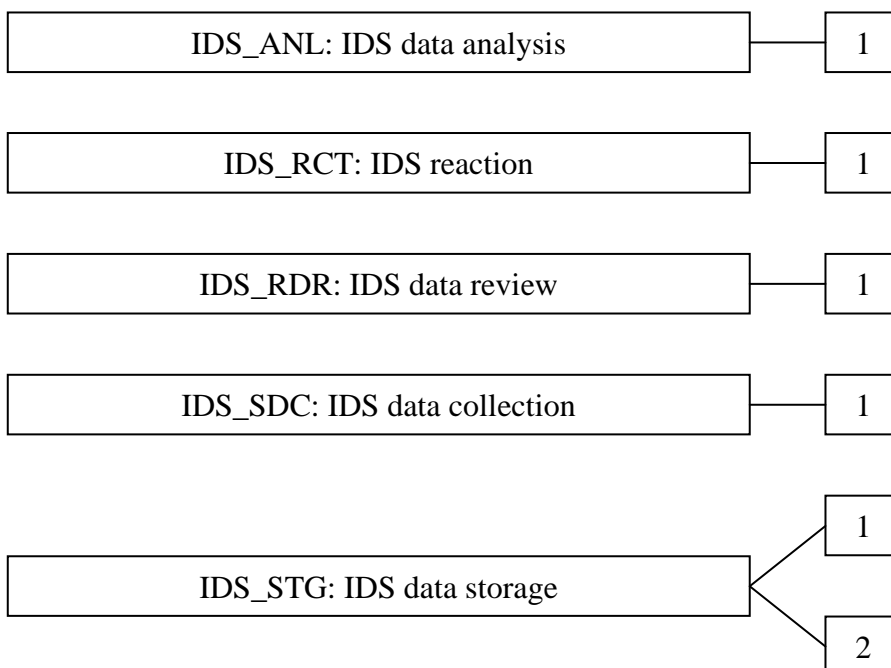 IDS_ANL: IDS data analysis 1
IDS_RCT: IDS reaction 1
IDS_RDR: IDS data review 1
IDS_SDC: IDS data collection 1
1
IDS_STG: IDS data storage
2